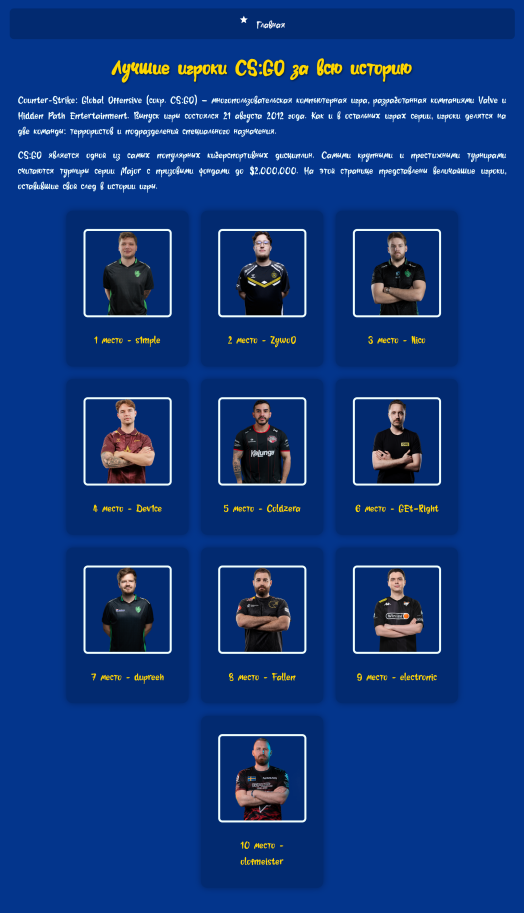 Главная
Лучшие игроки CS:GO за всю историю
Counter-Strike: Global Offensive (сокр. CS:GO) – многопользовательская компьютерная игра, разработанная компаниями Valve и
Hidden Path Entertainment. Выпуск игры состоялся 21 августа 2012 года. Как и в остальных играх серии, игроки делятся на
две команды: террористов и подразделения специального назначения.
CS:GO является одной из самых популярных киберспортивных дисциплин. Самыми крупными и престижными турнирами
считаются турниры серии Major с призовыми фондами до $2.000.000. На этой странице представлены величайшие игроки,
оставившие свой след в истории игры.
1 место – s1mple
2 место – ZywoO
3 место – Nico
4 место – Dev1ce
5 место – Coldzera
6 место – GEt-Right
7 место – dupreeh
8 место – Fallen
9 место – electronic
10 место –
olofmeister